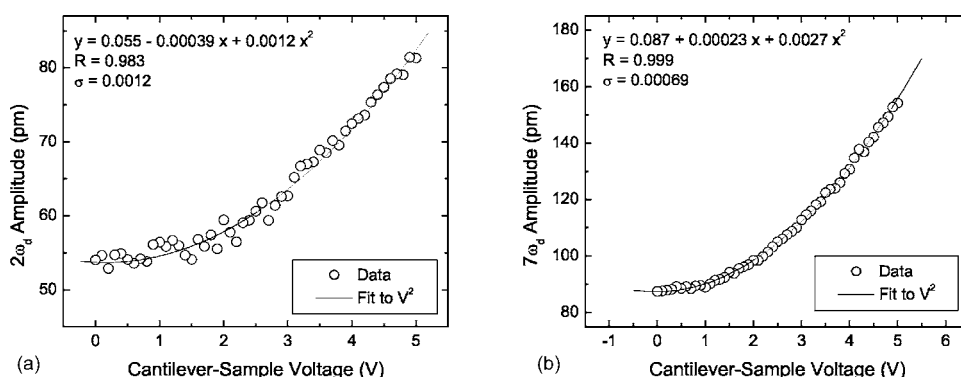 y = 0.055 - 0.00039 x + 0.0012 x²
R = 0.983
σ = 0.0012
80
70
60
50
2ω_d Amplitude (pm)
Data
Fit to V²
0 1 2 3 4 5
(a)
Cantilever-Sample Voltage (V)
y = 0.087 + 0.00023 x + 0.0027 x²
R = 0.999
σ = 0.00069
180
160
140
120
100
80
7ω_d Amplitude (pm)
Data
Fit to V²
-1 0 1 2 3 4 5 6
(b)
Cantilever-Sample Voltage (V)